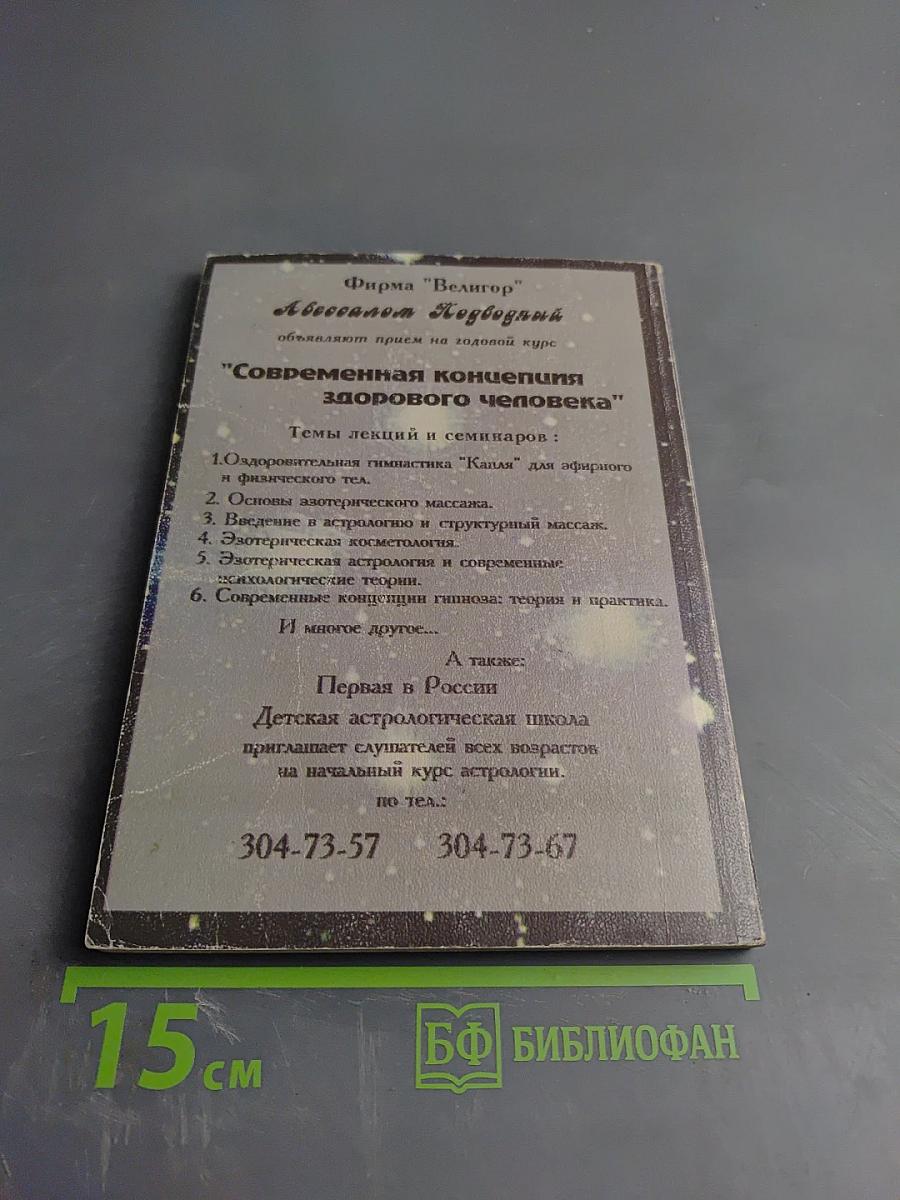 Фирма "Велигор"
Авессалом Подводный
объявляют прием на годовой курс
"Современная концепция
здорового человека"
Темы лекций и семинаров :
1.Оздоровительная гимнастика "Капля" для эфирного
и физического тел.
2. Основы эзотерического массажа.
3. Введение в астрологию и структурный массаж.
4. Эзотерическая косметология.
5. Эзотерическая астрология и современные
психологические теории.
6. Современные концепции гипноза: теория и практика.
И многое другое...
А также:
Первая в России
Детская астрологическая школа
приглашает слушателей всех возрастов
на начальный курс астрологии.
по тел.:
304-73-57 304-73-67
15 см
БФ БИБЛИОФАН